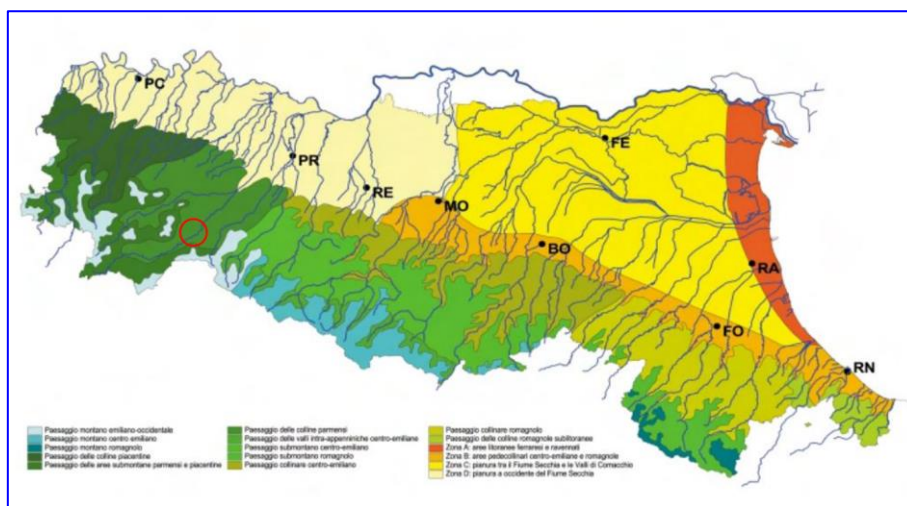 PC
PR
RE
MO
FE
BO
RA
FO
RN
Paesaggio montano emiliano-occidentale
Paesaggio montano centro emiliano
Paesaggio montano romagnolo
Paesaggio delle colline piacentine
Paesaggio delle aree submontane parmensi e piacentine
Paesaggio delle colline parmensi
Paesaggio delle valli intra-appenniniche centro-emiliane
Paesaggio submontano centro-emiliano
Paesaggio submontano romagnolo
Paesaggio collinare centro-emiliano
Paesaggio collinare romagnolo
Paesaggio delle colline romagnole sublitoranee
Zona A: aree litoranee ferraresi e ravennati
Zona B: aree pedecollinari centro-emiliane e romagnole
Zona C: pianura tra il Fiume Secchia e le Valli di Comacchio
Zona D: pianura a occidente del Fiume Secchia